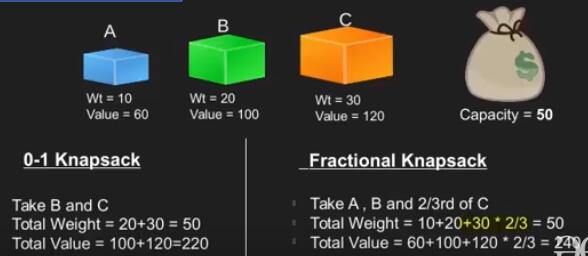 A
B
C
Wt = 10
Value = 60
Wt = 20
Value = 100
Wt = 30
Value = 120
$
Capacity = 50
0-1 Knapsack
Take B and C
Total Weight = 20+30 = 50
Total Value = 100+120=220
Fractional Knapsack
Take A , B and 2/3rd of C
Total Weight = 10+20+30 * 2/3 = 50
Total Value = 60+100+120 * 2/3 = 240